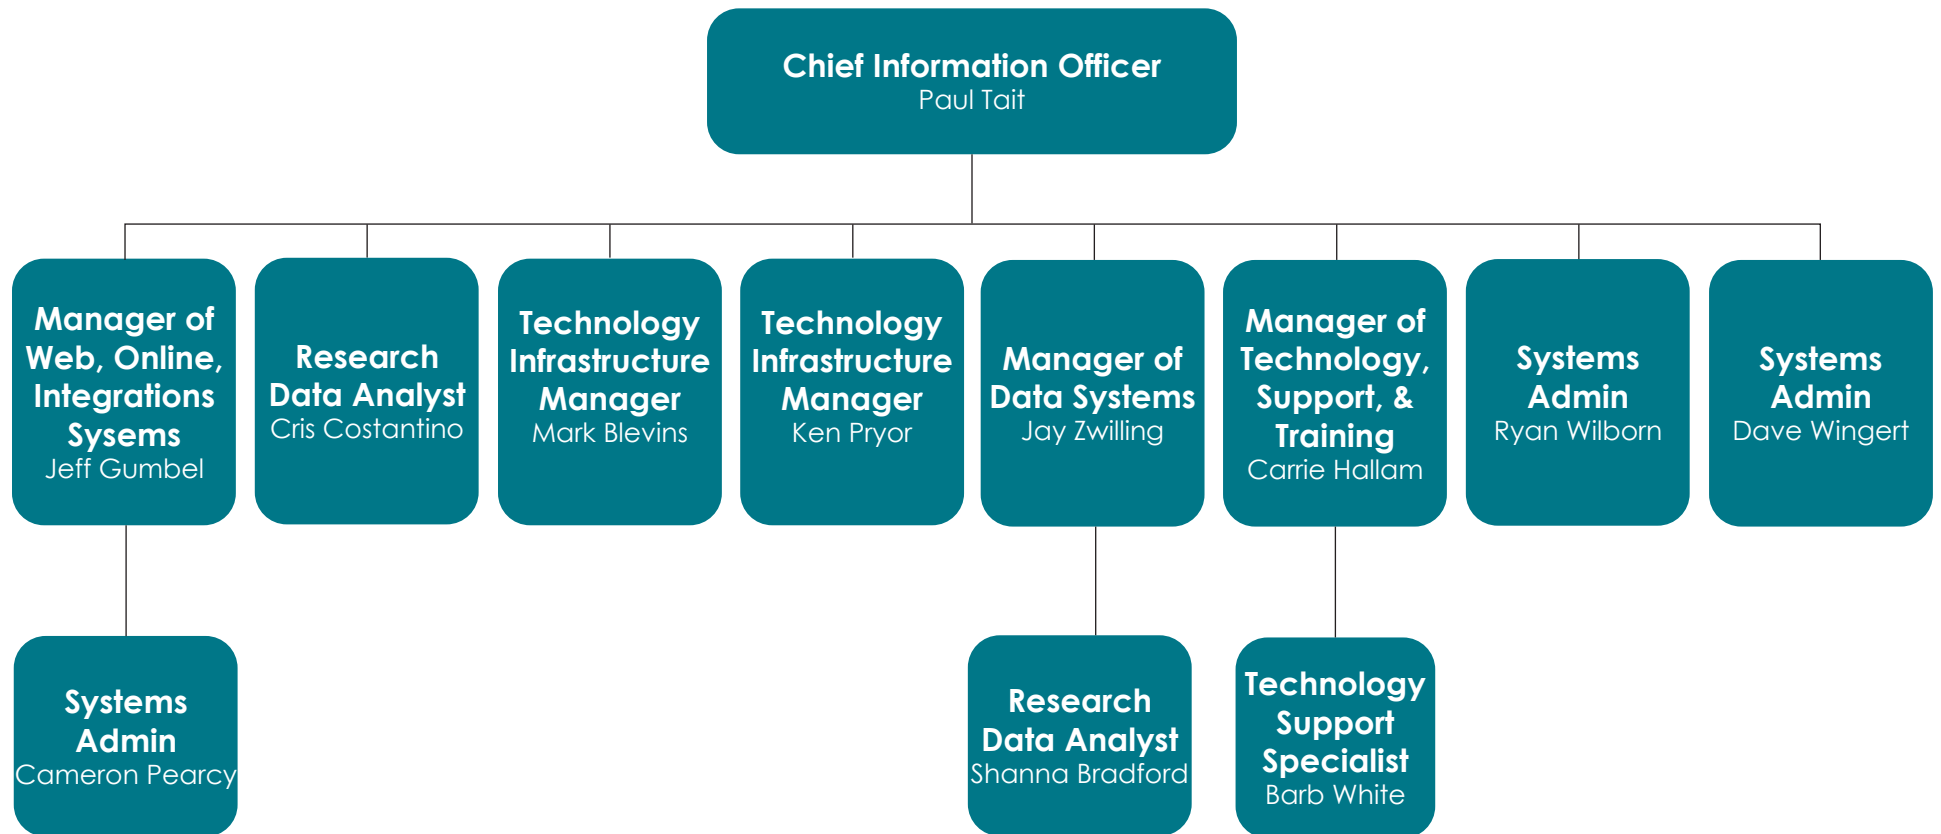 Chief Information Officer
Paul Tait
Manager of
Web, Online,
Integrations
Sysems
Jeff Gumbel
Research
Data Analyst
Cris Costantino
Technology
Infrastructure
Manager
Mark Blevins
Technology
Infrastructure
Manager
Ken Pryor
Manager of
Data Systems
Jay Zwilling
Manager of
Technology,
Support, &
Training
Carrie Hallam
Systems
Admin
Ryan Wilborn
Systems
Admin
Dave Wingert
Systems
Admin
Cameron Pearcy
Research
Data Analyst
Shanna Bradford
Technology
Support
Specialist
Barb White